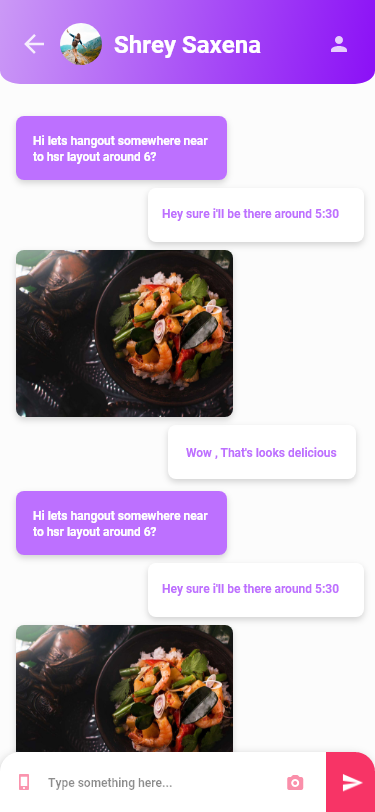 Shrey Saxena
Hi lets hangout somewhere near
to hsr layout around 6?
Hey sure i'll be there around 5:30
Wow , That's looks delicious
Hi lets hangout somewhere near
to hsr layout around 6?
Hey sure i'll be there around 5:30
Type something here...